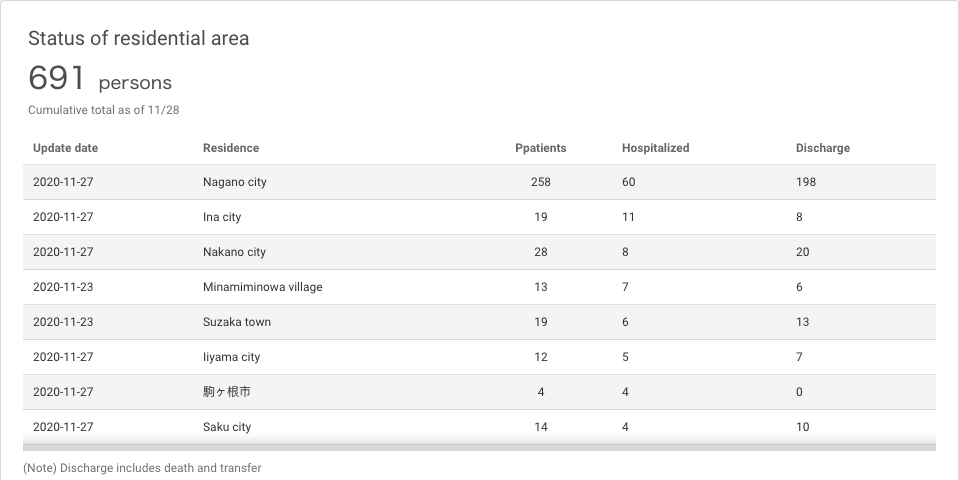 Status of residential area
691 persons
Cumulative total as of 11/28
Update date Residence Ppatients Hospitalized Discharge
2020-11-27 Nagano city 258 60 198
2020-11-27 Ina city 19 11 8
2020-11-27 Nakano city 28 8 20
2020-11-23 Minamiminowa village 13 7 6
2020-11-23 Suzaka town 19 6 13
2020-11-27 Iiyama city 12 5 7
2020-11-27 駒ヶ根市 4 4 0
2020-11-27 Saku city 14 4 10
(Note) Discharge includes death and transfer